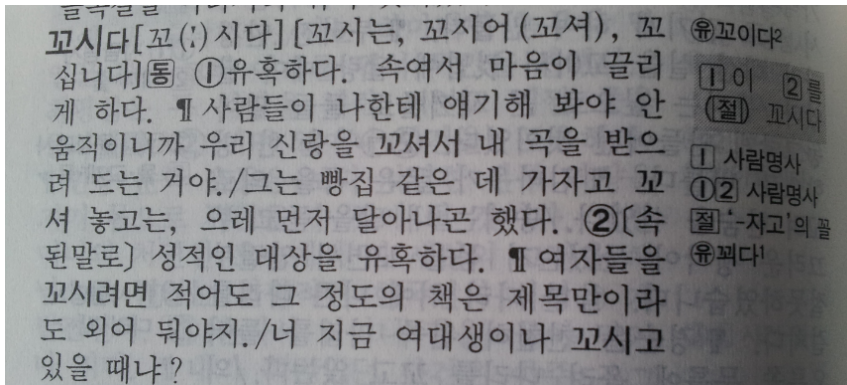 꼬시다[꼬(ː)시다][꼬시는, 꼬시어(꼬셔), 꼬
십니다]동 ①유혹하다. 속여서 마음이 끌리
게 하다. ¶ 사람들이 나한테 얘기해 봐야 안
움직이니까 우리 신랑을 꼬셔서 내 곡을 받으
려 드는 거야./그는 빵집 같은 데 가자고 꼬
셔 놓고는, 으레 먼저 달아나곤 했다. ②〔속
된말로〕 성적인 대상을 유혹하다. ¶ 여자들을
꼬시려면 적어도 그 정도의 책은 제목만이라
도 외어 둬야지./너 지금 여대생이나 꼬시고
있을 때냐?
㊌꼬이다²
1이 2를
(절) 꼬시다
1 사람명사
①2 사람명사
절 '-자고'의 꼴
㊌꾀다¹